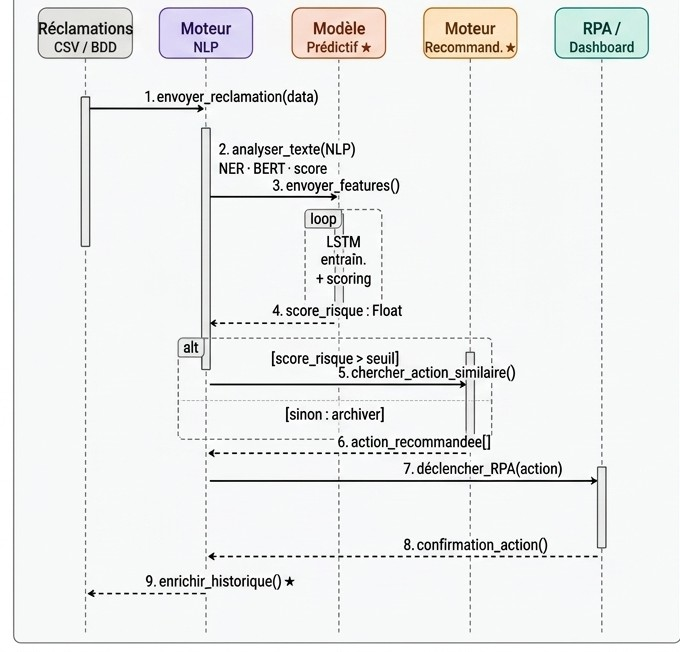 Réclamations
CSV / BDD
Moteur
NLP
Modèle
Prédictif ★
Moteur
Recommand. ★
RPA /
Dashboard
1. envoyer_reclamation(data)
2. analyser_texte(NLP)
NER · BERT · score
3. envoyer_features()
loop
LSTM
entraîn.
+ scoring
4. score_risque : Float
alt
[score_risque > seuil]
5. chercher_action_similaire()
[sinon : archiver]
6. action_recommandee[]
7. déclencher_RPA(action)
8. confirmation_action()
9. enrichir_historique() ★